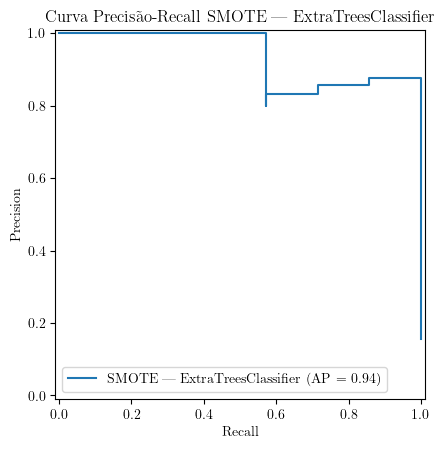 Curva Precisão-Recall SMOTE — ExtraTreesClassifier
1.0
0.8
0.6
0.4
0.2
0.0
Precision
SMOTE — ExtraTreesClassifier (AP = 0.94)
0.0 0.2 0.4 0.6 0.8 1.0
Recall